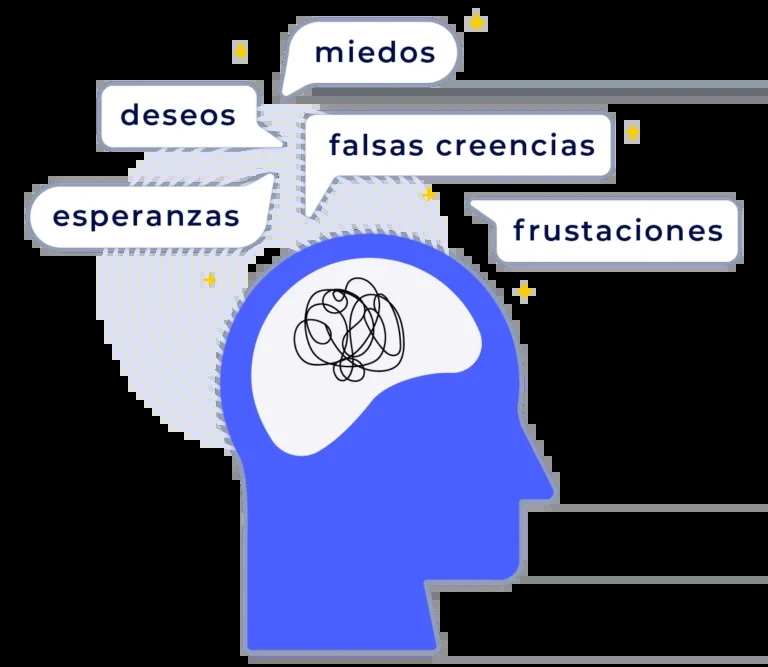 miedos
deseos
falsas creencias
esperanzas
frustaciones